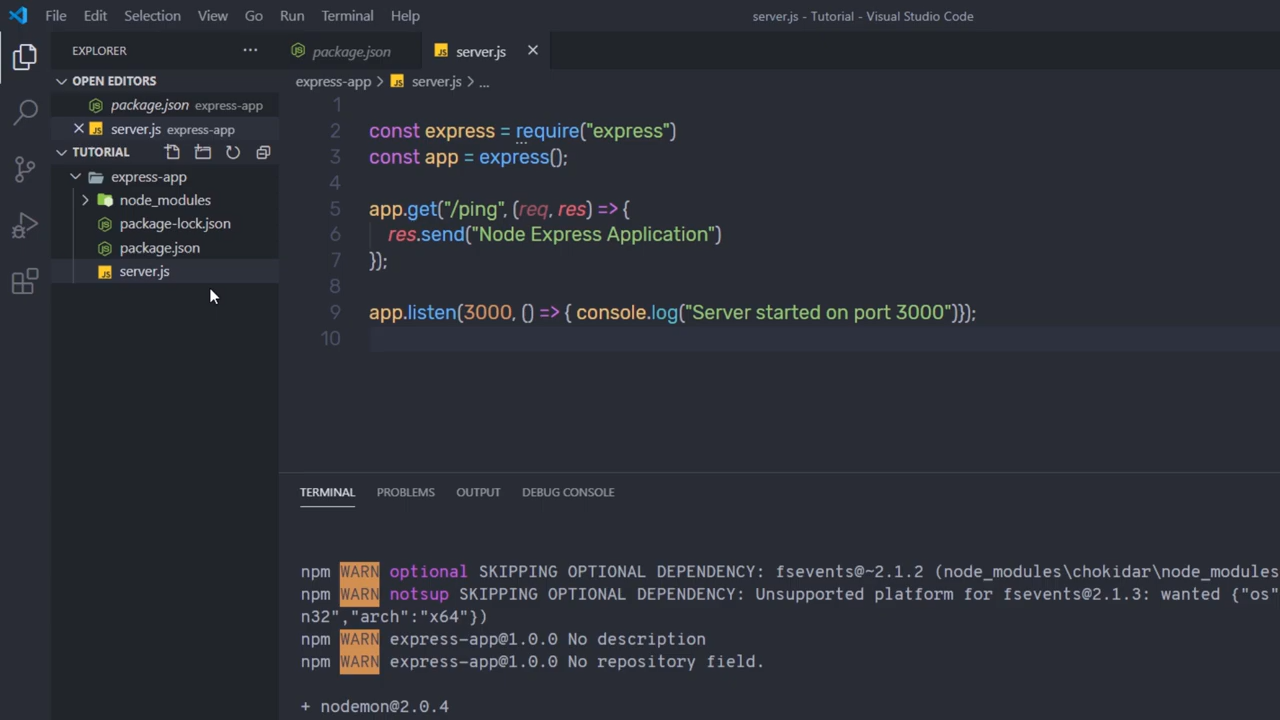 File Edit Selection View Go Run Terminal Help
server.js - Tutorial - Visual Studio Code
EXPLORER ...
OPEN EDITORS
package.json express-app
server.js express-app
TUTORIAL
express-app
node_modules
package-lock.json
package.json
server.js
package.json server.js
express-app server.js ...
1
2 const express = require("express")
3 const app = express();
4
5 app.get("/ping", (req, res) => {
6 res.send("Node Express Application")
7 });
8
9 app.listen(3000, () => { console.log("Server started on port 3000")});
10
TERMINAL PROBLEMS OUTPUT DEBUG CONSOLE
npm WARN optional SKIPPING OPTIONAL DEPENDENCY: fsevents@~2.1.2 (node_modules\chokidar\node_modules
npm WARN notsup SKIPPING OPTIONAL DEPENDENCY: Unsupported platform for fsevents@2.1.3: wanted {"os"
n32","arch":"x64"})
npm WARN express-app@1.0.0 No description
npm WARN express-app@1.0.0 No repository field.
+ nodemon@2.0.4